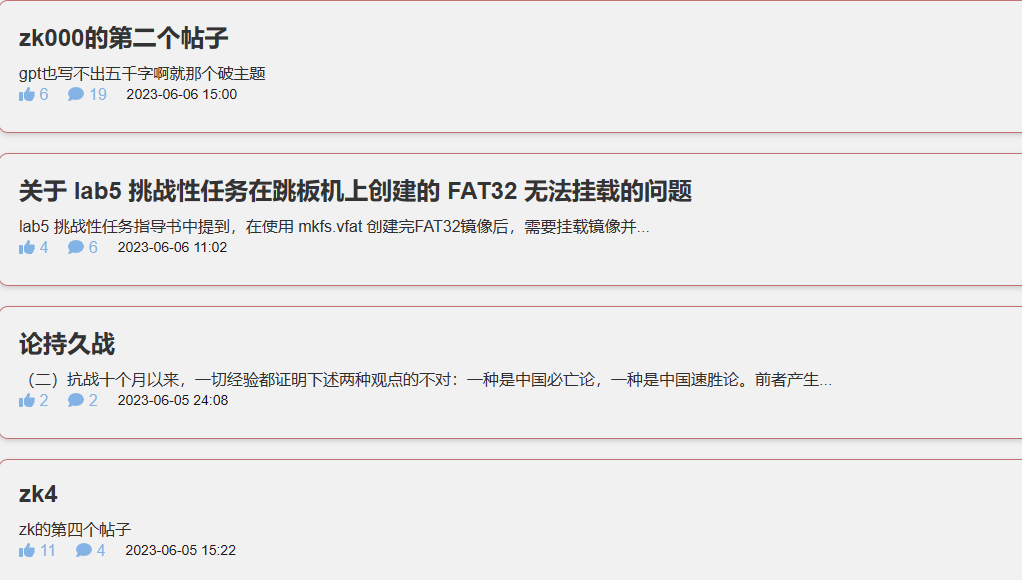 zk000的第二个帖子
gpt也写不出五千字啊就那个破主题
6 19 2023-06-06 15:00
关于 lab5 挑战性任务在跳板机上创建的 FAT32 无法挂载的问题
lab5 挑战性任务指导书中提到，在使用 mkfs.vfat 创建完FAT32镜像后，需要挂载镜像并...
4 6 2023-06-06 11:02
论持久战
（二）抗战十个月以来，一切经验都证明下述两种观点的不对：一种是中国必亡论，一种是中国速胜论。前者产生...
2 2 2023-06-05 24:08
zk4
zk的第四个帖子
11 4 2023-06-05 15:22